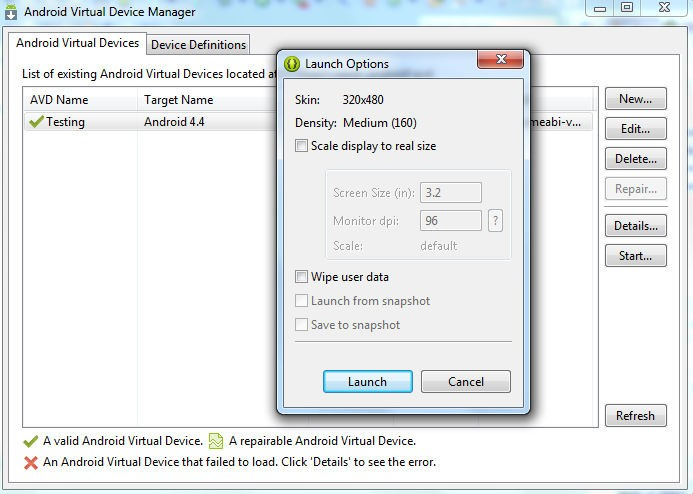 Android Virtual Device Manager
Android Virtual Devices
Device Definitions
List of existing Android Virtual Devices located at
AVD Name
Target Name
Testing
Android 4.4
New...
Edit...
Delete...
Repair...
Details...
Start...
Refresh
Launch Options
Skin: 320x480
Density: Medium (160)
Scale display to real size
Screen Size (in): 3.2
Monitor dpi: 96 ?
Scale: default
Wipe user data
Launch from snapshot
Save to snapshot
Launch
Cancel
A valid Android Virtual Device. A repairable Android Virtual Device.
An Android Virtual Device that failed to load. Click 'Details' to see the error.